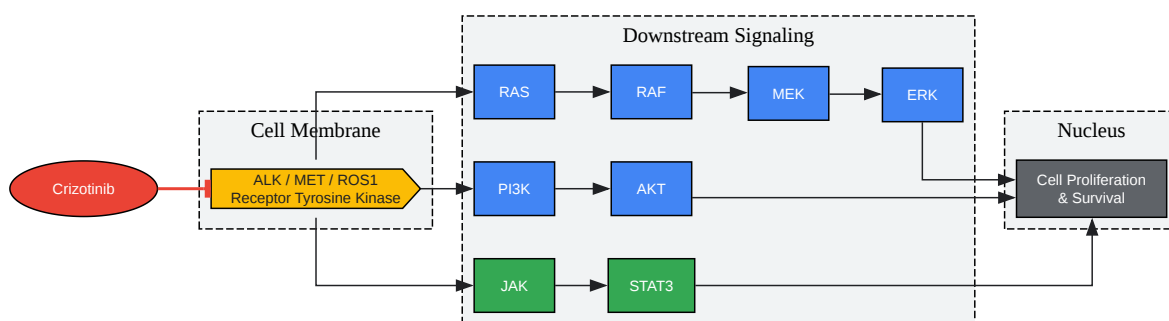 Downstream Signaling
RAS
RAF
MEK
ERK
Cell Membrane
Nucleus
Crizotinib
ALK / MET / ROS1
Receptor Tyrosine Kinase
PI3K
AKT
Cell Proliferation
& Survival
JAK
STAT3